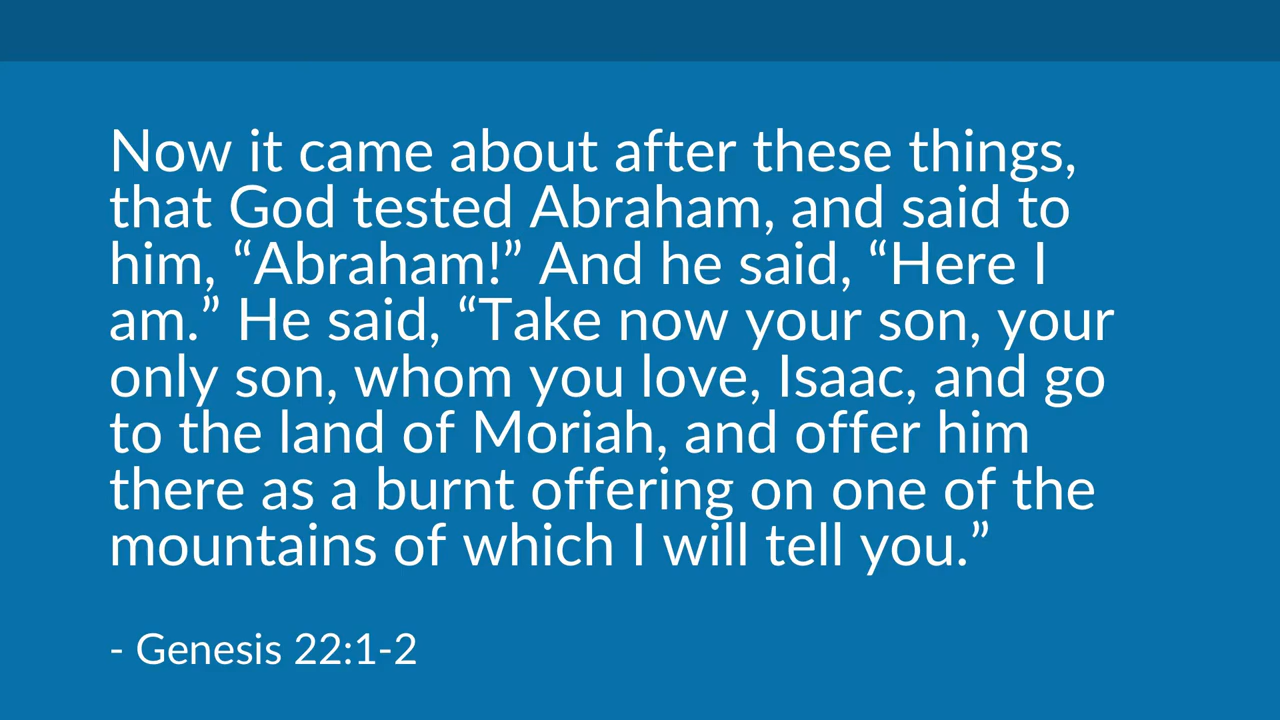 Now it came about after these things,
that God tested Abraham, and said to
him, “Abraham!” And he said, “Here I
am.” He said, “Take now your son, your
only son, whom you love, Isaac, and go
to the land of Moriah, and offer him
there as a burnt offering on one of the
mountains of which I will tell you.”
- Genesis 22:1-2